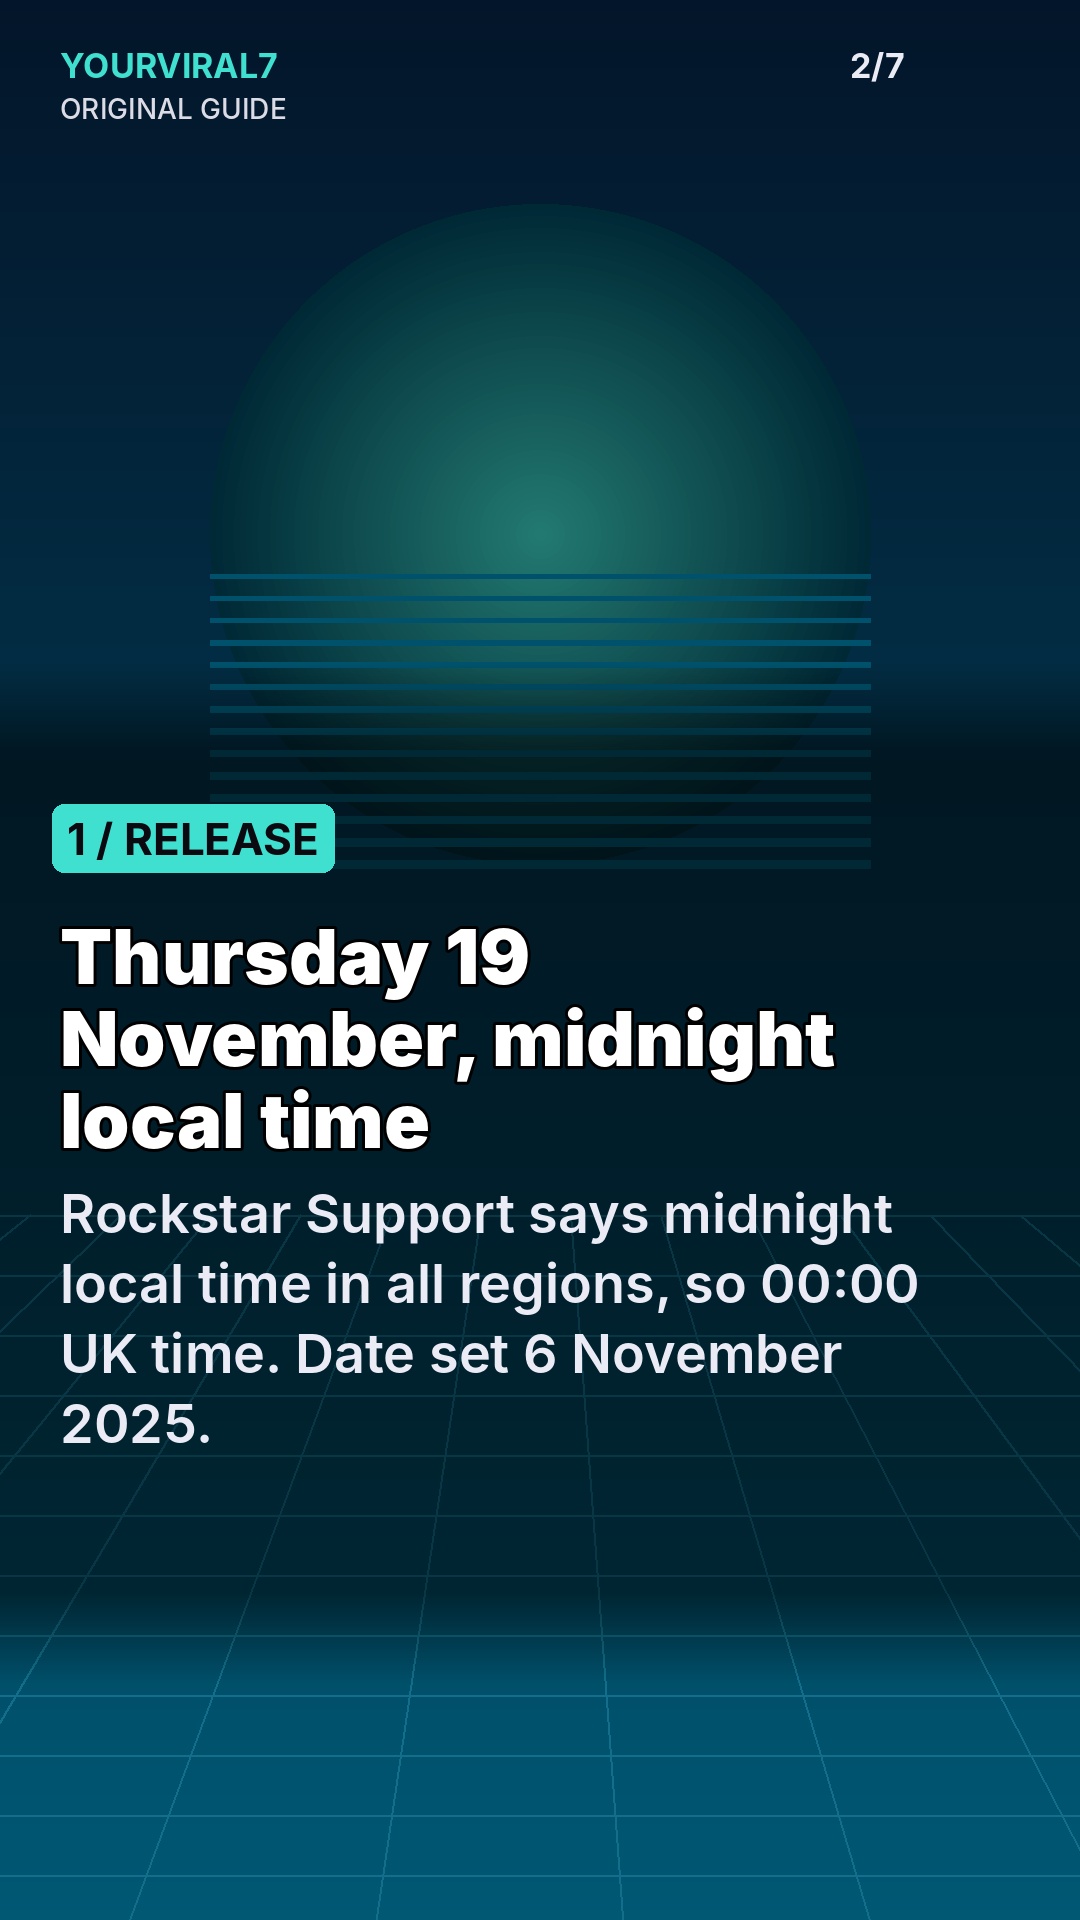 YOURVIRAL7
2/7
ORIGINAL GUIDE
1 / RELEASE
Thursday 19
November, midnight
local time
Rockstar Support says midnight
local time in all regions, so 00:00
UK time. Date set 6 November
2025.